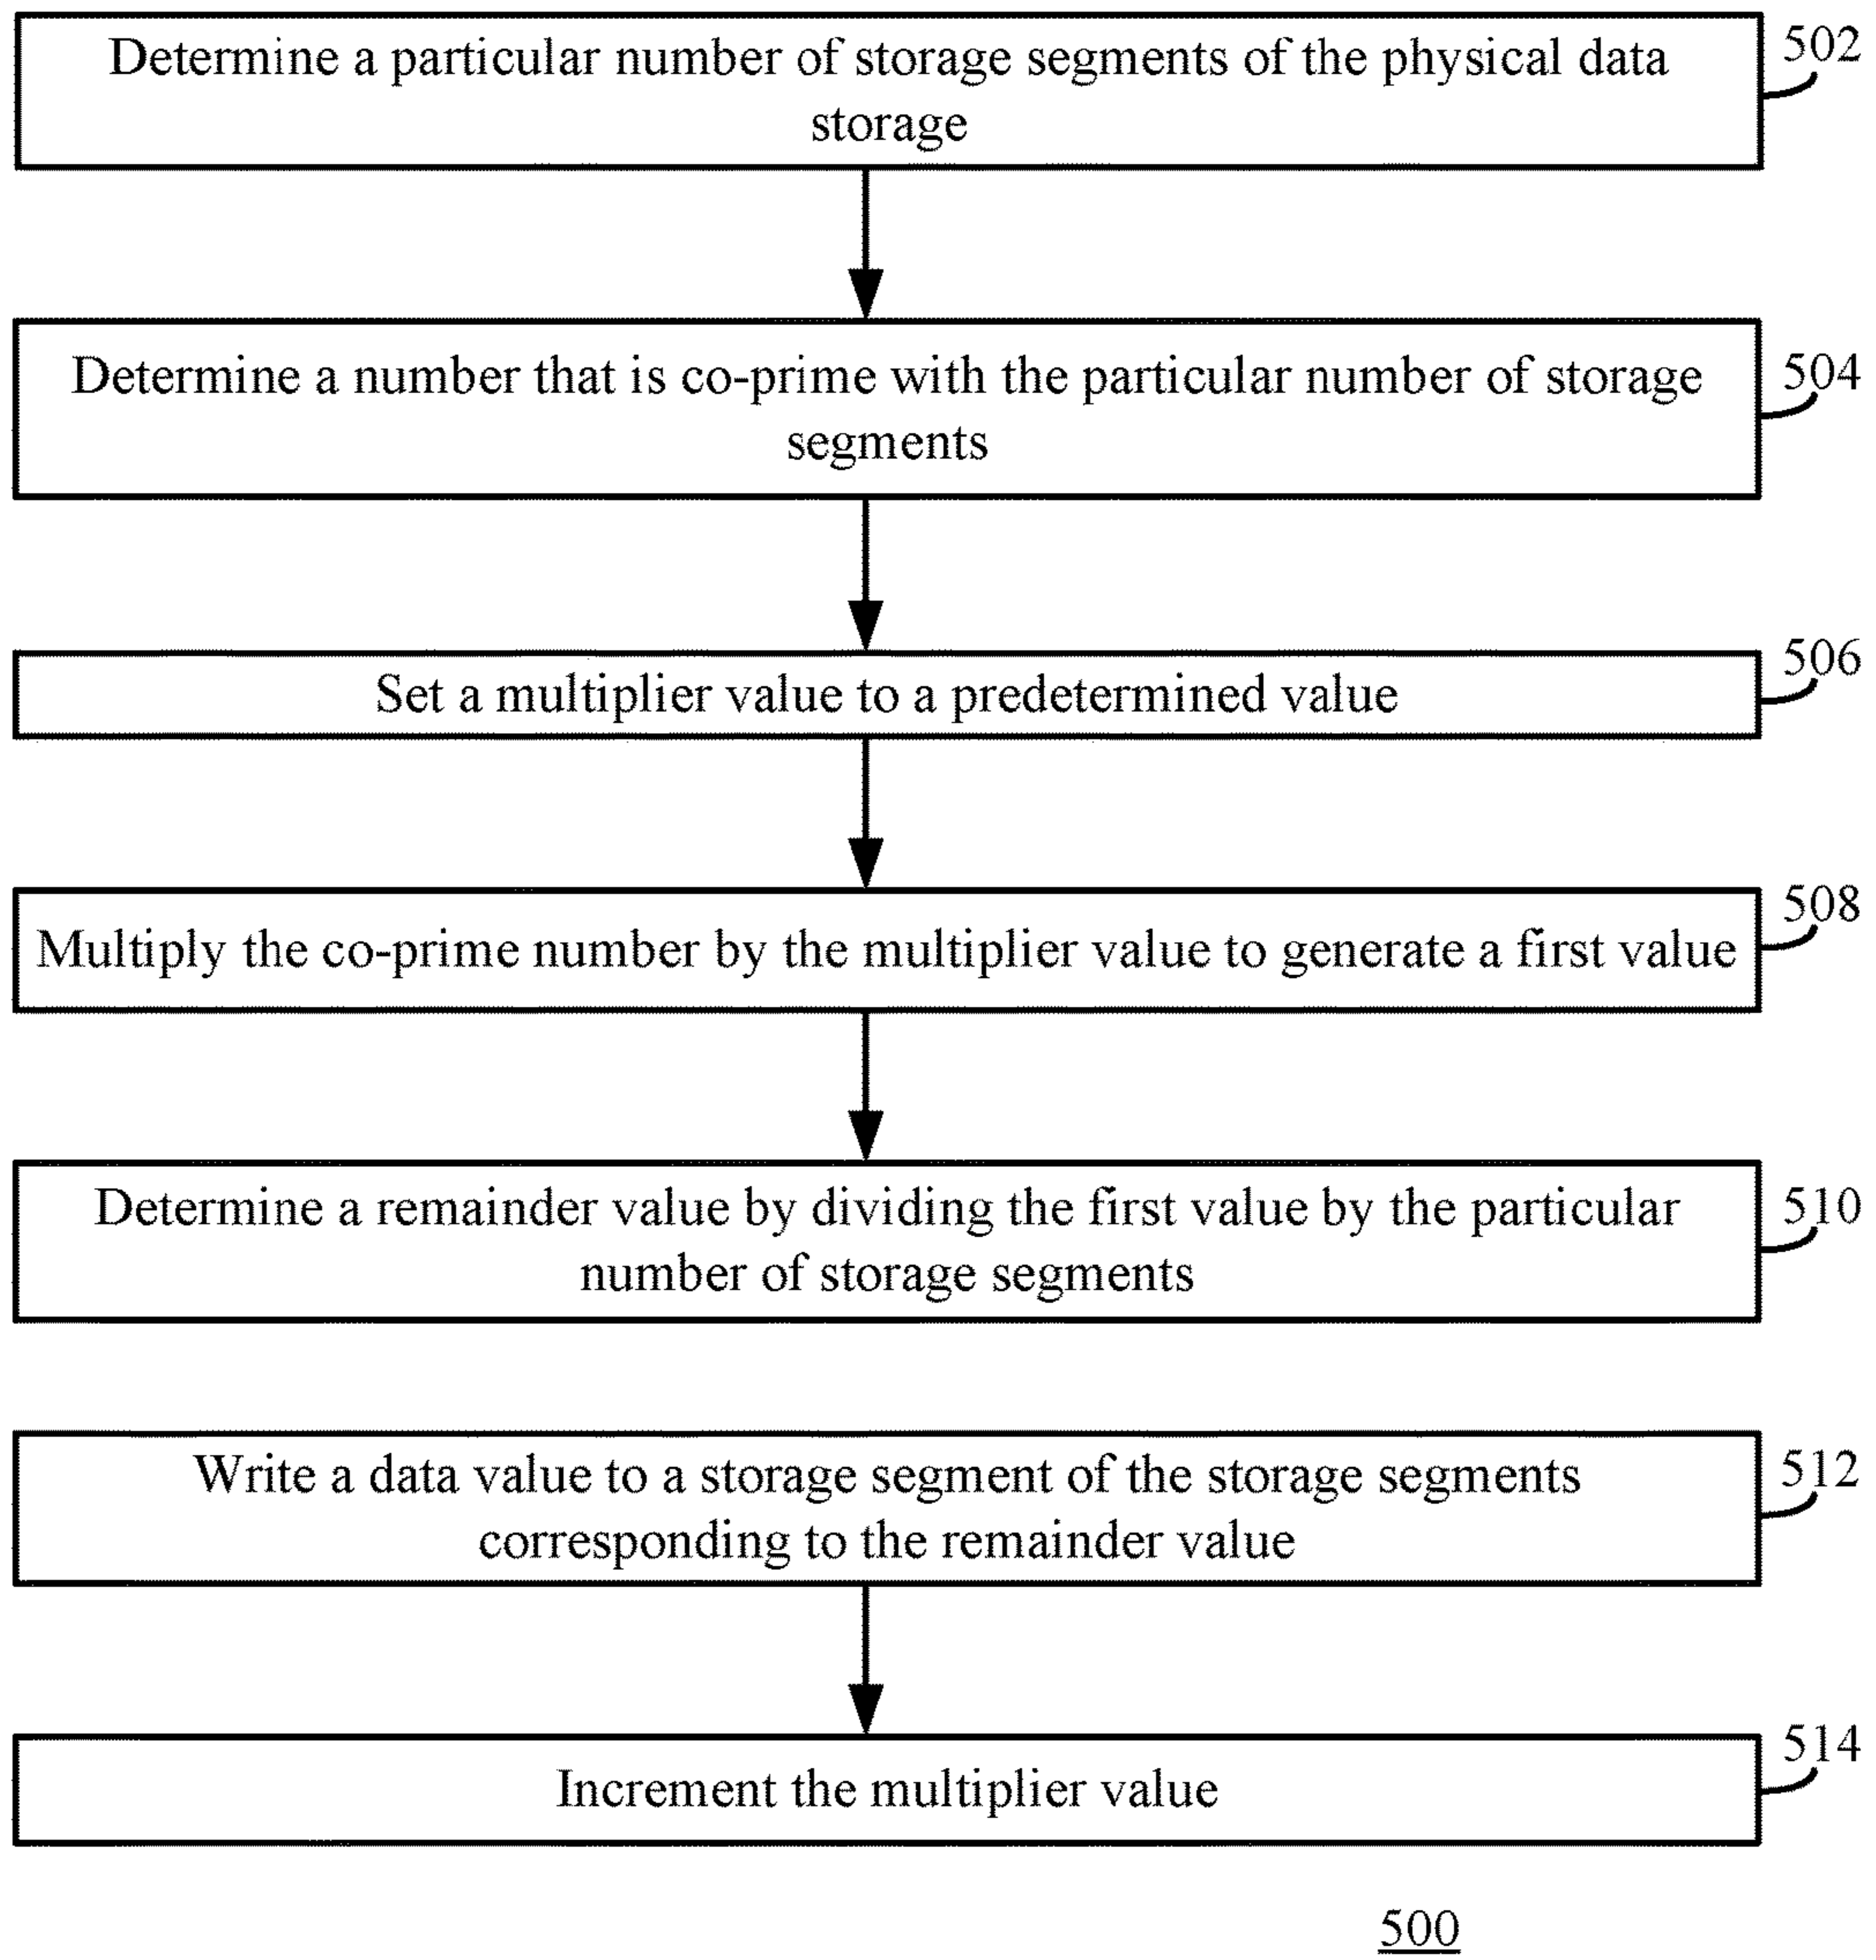 Determine a particular number of storage segments of the physical data
storage
502
Determine a number that is co-prime with the particular number of storage
segments
504
Set a multiplier value to a predetermined value
506
Multiply the co-prime number by the multiplier value to generate a first value
508
Determine a remainder value by dividing the first value by the particular
number of storage segments
510
Write a data value to a storage segment of the storage segments
corresponding to the remainder value
512
Increment the multiplier value
514
500